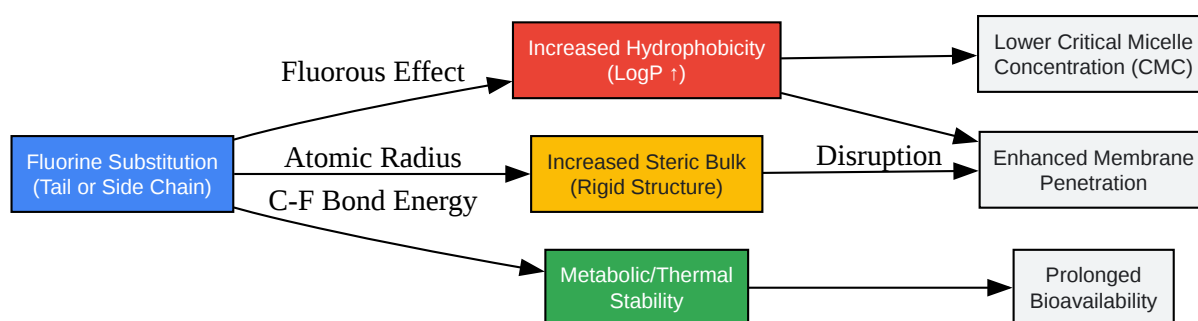 Fluorine Substitution
(Tail or Side Chain)
Fluorous Effect
Atomic Radius
C-F Bond Energy
Increased Hydrophobicity
(LogP ↑)
Increased Steric Bulk
(Rigid Structure)
Metabolic/Thermal
Stability
Disruption
Lower Critical Micelle
Concentration (CMC)
Enhanced Membrane
Penetration
Prolonged
Bioavailability